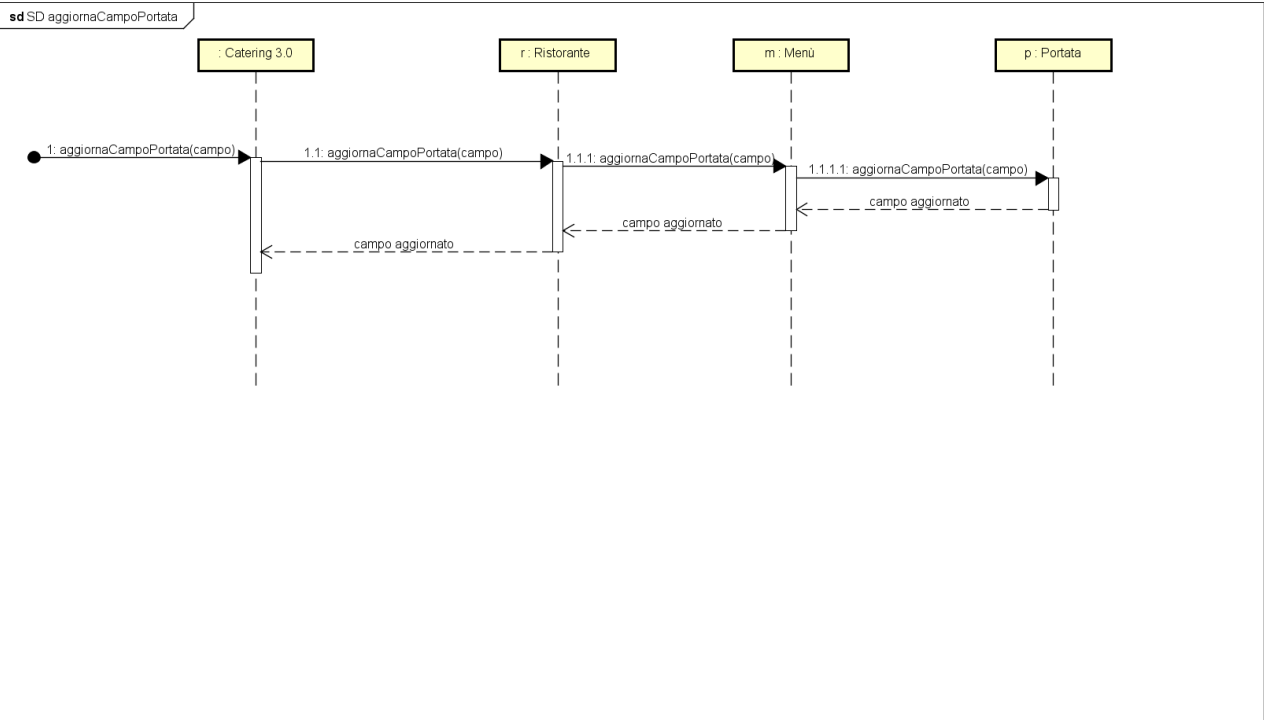 sd SD aggiornaCampoPortata
: Catering 3.0
r : Ristorante
m : Menù
p : Portata
1: aggiornaCampoPortata(campo)
1.1: aggiornaCampoPortata(campo)
1.1.1: aggiornaCampoPortata(campo)
1.1.1.1: aggiornaCampoPortata(campo)
campo aggiornato
campo aggiornato
campo aggiornato